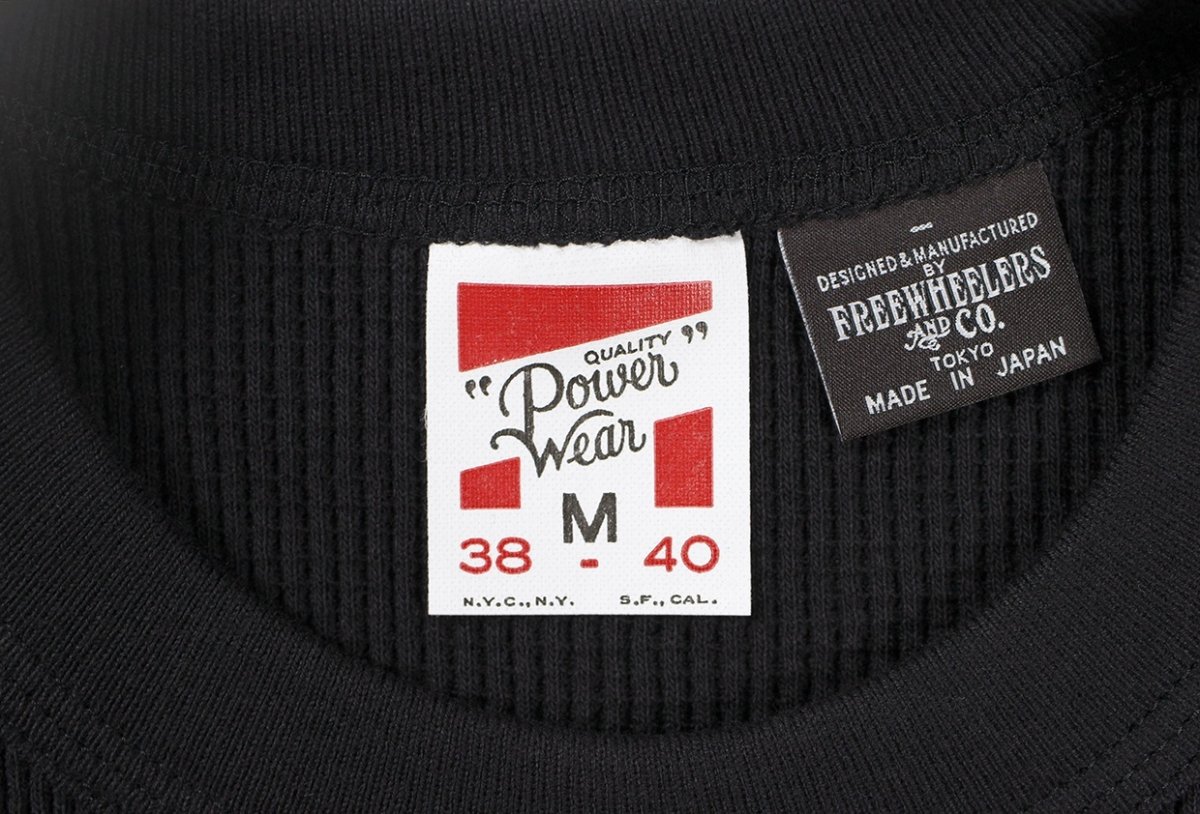 QUALITY
"Power
Wear"
M
38 - 40
N.Y.C., N.Y. S.F., CAL.
DESIGNED & MANUFACTURED
BY
FREEWHEELERS
AND CO.
TOKYO
MADE IN JAPAN